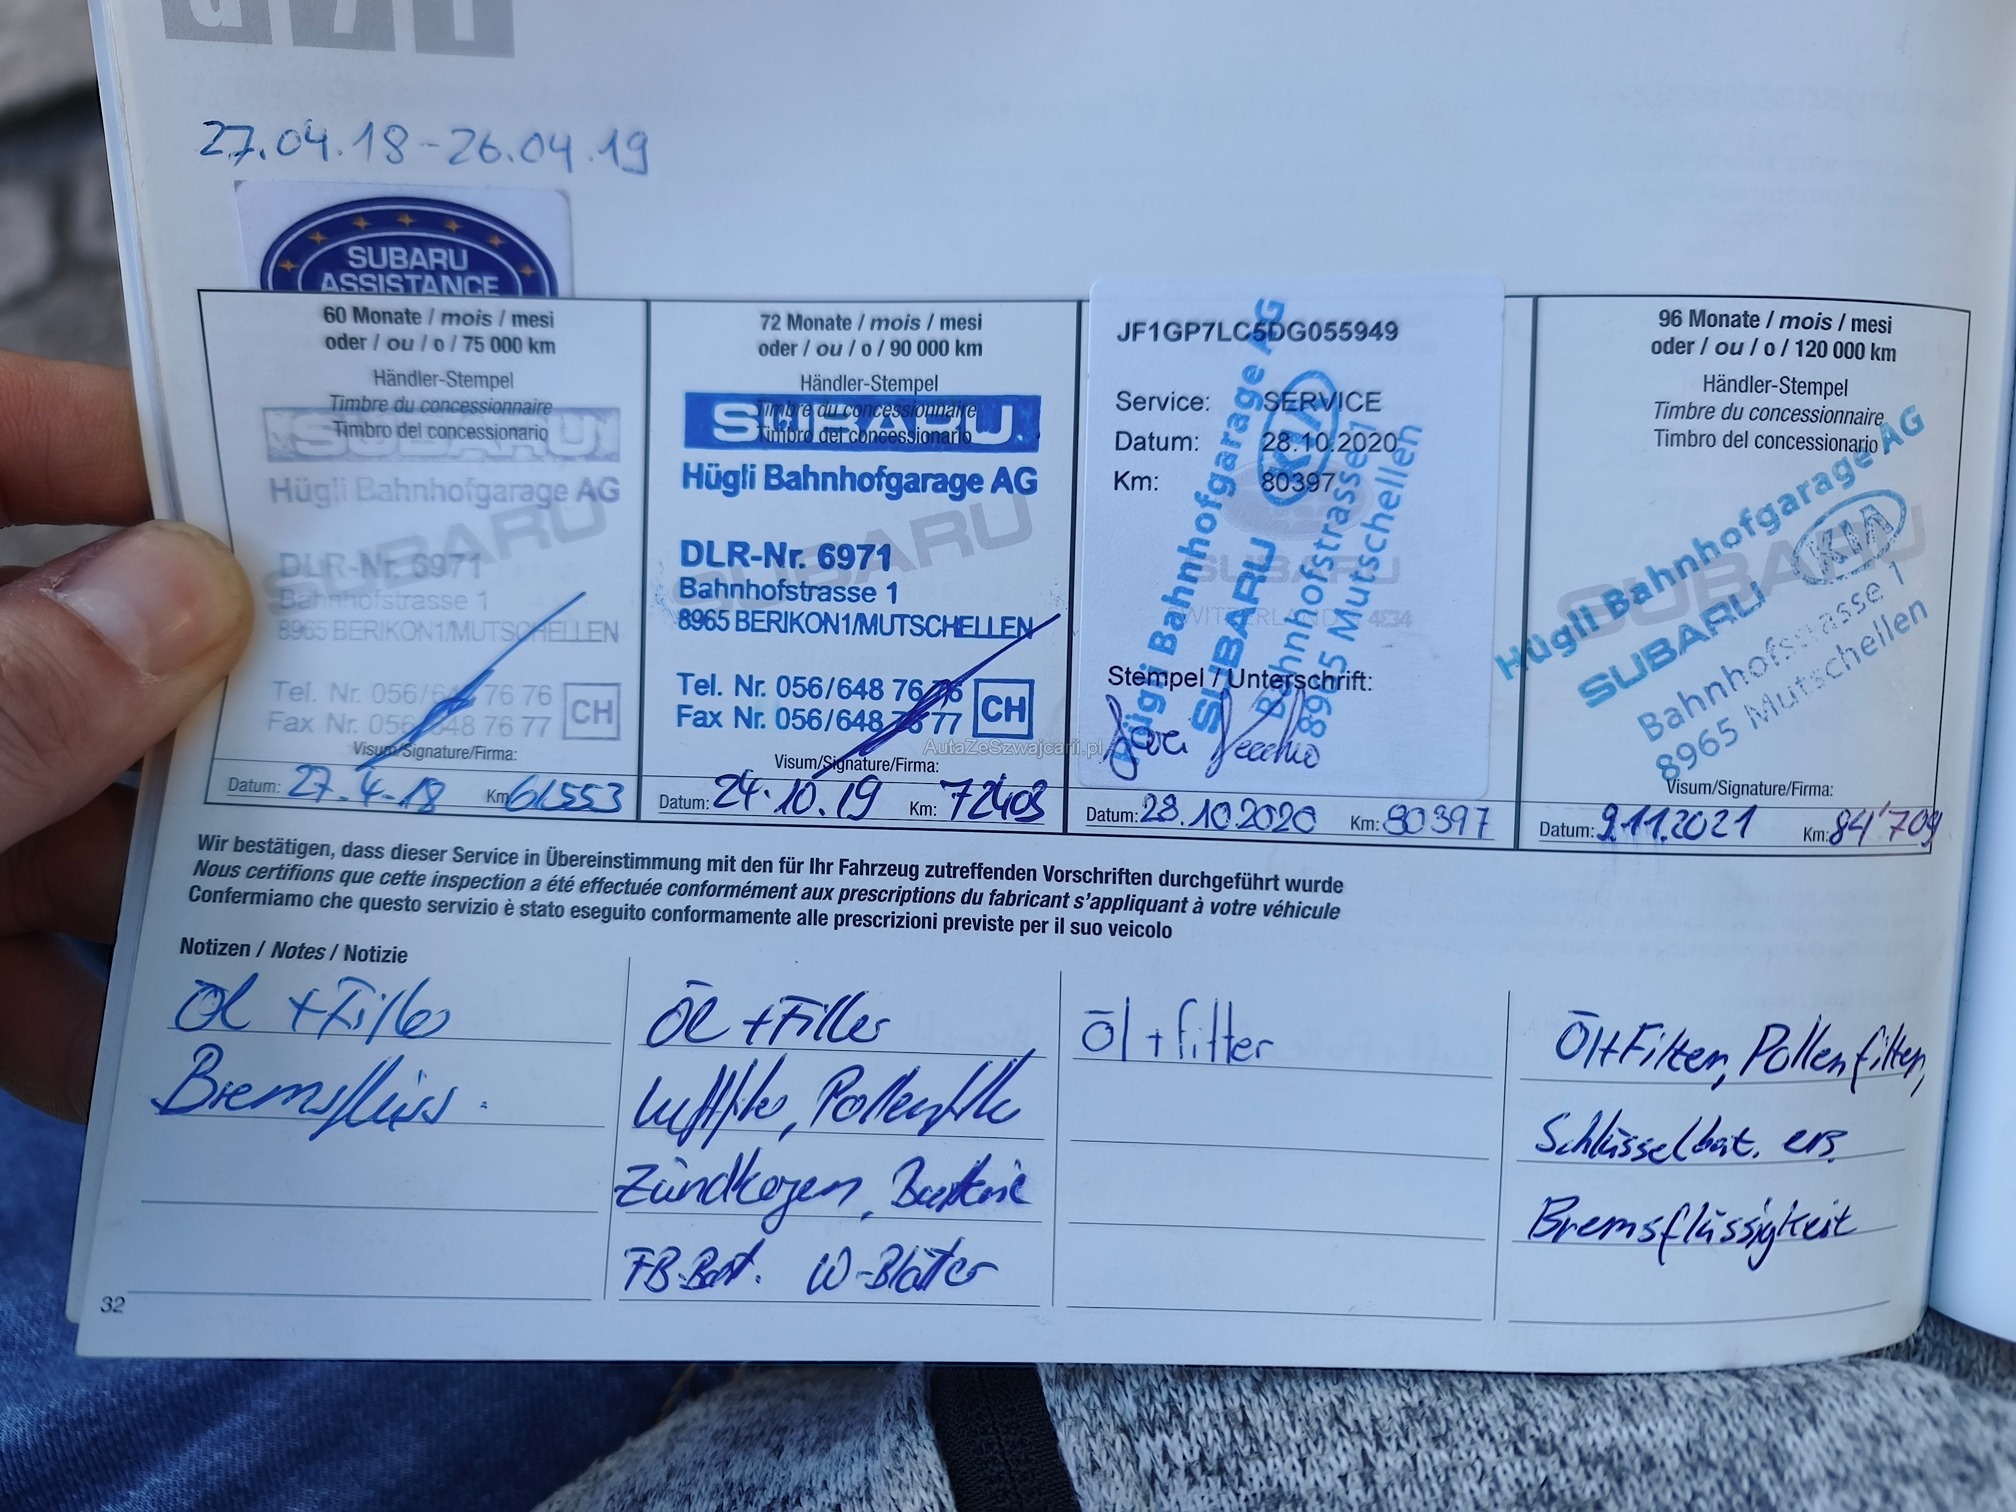 27.04.18-26.04.19
SUBARU
ASSISTANCE
60 Monate / mois / mesi
oder / ou / o / 75 000 km
Händler-Stempel
Timbre du concessionnaire
Timbro del concessionario
SUBARU
Hügli Bahnhofgarage AG
SUBARU
DLR-Nr. 6971
Bahnhofstrasse 1
8965 BERIKON1/MUTSCHELLEN
Tel. Nr. 056/648 76 76
Fax Nr. 056/648 76 77
CH
Visum/Signature/Firma:
Datum: 27.4.18 Km 61553
72 Monate / mois / mesi
oder / ou / o / 90 000 km
Händler-Stempel
Timbre du concessionnaire
Timbro del concessionario
SUBARU
Hügli Bahnhofgarage AG
SUBARU
DLR-Nr. 6971
Bahnhofstrasse 1
8965 BERIKON1/MUTSCHELLEN
Tel. Nr. 056/648 76 76
Fax Nr. 056/648 76 77
CH
AutaZeSzwajcarii.pl
Visum/Signature/Firma:
Datum: 24.10.19 Km: 72403
JF1GP7LC5DG055949
Service: SERVICE
Datum: 28.10.2020
Km: 80397
SUBARU
SWITZERLAND
Stempel / Unterschrift:
Hügli Bahnhofgarage AG
SUBARU KIA
Bahnhofstrasse 1
8965 Mutschellen
Datum: 28.10.2020 Km: 80397
96 Monate / mois / mesi
oder / ou / o / 120 000 km
Händler-Stempel
Timbre du concessionnaire
Timbro del concessionario
SUBARU
Hügli Bahnhofgarage AG
SUBARU KIA
Bahnhofstrasse 1
8965 Mutschellen
Visum/Signature/Firma:
Datum: 9.11.2021 Km: 84'709
Wir bestätigen, dass dieser Service in Übereinstimmung mit den für Ihr Fahrzeug zutreffenden Vorschriften durchgeführt wurde
Nous certifions que cette inspection a été effectuée conformément aux prescriptions du fabricant s'appliquant à votre véhicule
Confermiamo che questo servizio è stato eseguito conformamente alle prescrizioni previste per il suo veicolo
Notizen / Notes / Notizie
Öl + Filter
Bremsflüss.
Öl + Filter
Luftfilter, Pollenfilter
Zündkerzen, Batterie
FB-Batt. W-Blätter
Öl + filter
Öl+Filter, Pollenfilter,
Schlüsselbat. ers.
Bremsflüssigkeit
32